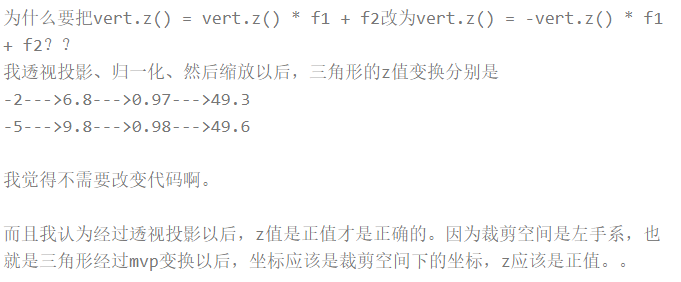 为什么要把vert.z() = vert.z() * f1 + f2改为vert.z() = -vert.z() * f1
+ f2？？
我透视投影、归一化、然后缩放以后，三角形的z值变换分别是
-2--->6.8--->0.97--->49.3
-5--->9.8--->0.98--->49.6
我觉得不需要改变代码啊。
而且我认为经过透视投影以后，z值是正值才是正确的。因为裁剪空间是左手系，也
就是三角形经过mvp变换以后，坐标应该是裁剪空间下的坐标，z应该是正值。。